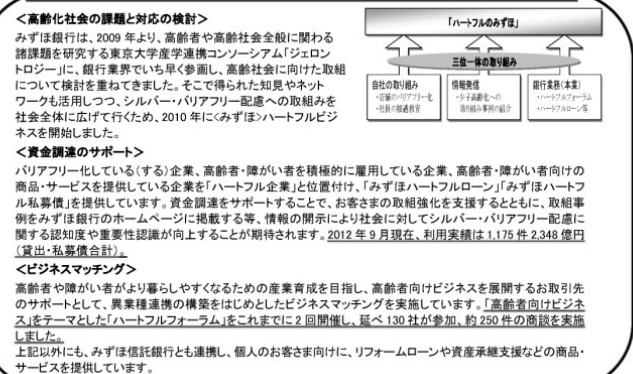 ＜高齢化社会の課題と対応の検討＞
みずほ銀行は、2009 年より、高齢者や高齢社会全般に関わる
諸課題を研究する東京大学産学連携コンソーシアム「ジェロン
トロジー」に、銀行業界でいち早く参画し、高齢社会に向けた取組
について検討を重ねてきました。そこで得られた知見やネット
ワークも活用しつつ、シルバー・バリアフリー配慮への取組みを
社会全体に広げて行くため、2010 年に<みずほ>ハートフルビジ
ネスを開始しました。
「ハートフルのみずほ」
三位一体の取り組み
自社の取り組み
・店舗のバリアフリー化
・社員の接遇教育
情報発信
・少子高齢化への
取り組み事例の紹介
銀行業務（本業）
・ハートフルフォーラム
・ハートフルローン等
＜資金調達のサポート＞
バリアフリー化している（する）企業、高齢者・障がい者を積極的に雇用している企業、高齢者・障がい者向けの
商品・サービスを提供している企業を「ハートフル企業」と位置付け、「みずほハートフルローン」「みずほハートフ
ル私募債」を提供しています。資金調達をサポートすることで、お客さまの取組強化を支援するとともに、取組事
例をみずほ銀行のホームページに掲載する等、情報の開示により社会に対してシルバー・バリアフリー配慮に
関する認知度や重要性認識が向上することが期待されます。2012 年 9 月現在、利用実績は 1,175 件 2,348 億円
（貸出・私募債合計）。
＜ビジネスマッチング＞
高齢者や障がい者がより暮らしやすくなるための産業育成を目指し、高齢者向けビジネスを展開するお取引先
のサポートとして、異業種連携の構築をはじめとしたビジネスマッチングを実施しています。「高齢者向けビジネ
ス」をテーマとした「ハートフルフォーラム」をこれまでに 2 回開催し、延べ 130 社が参加、約 250 件の商談を実施
しました。
上記以外にも、みずほ信託銀行とも連携し、個人のお客さま向けに、リフォームローンや資産承継支援などの商品・
サービスを提供しています。